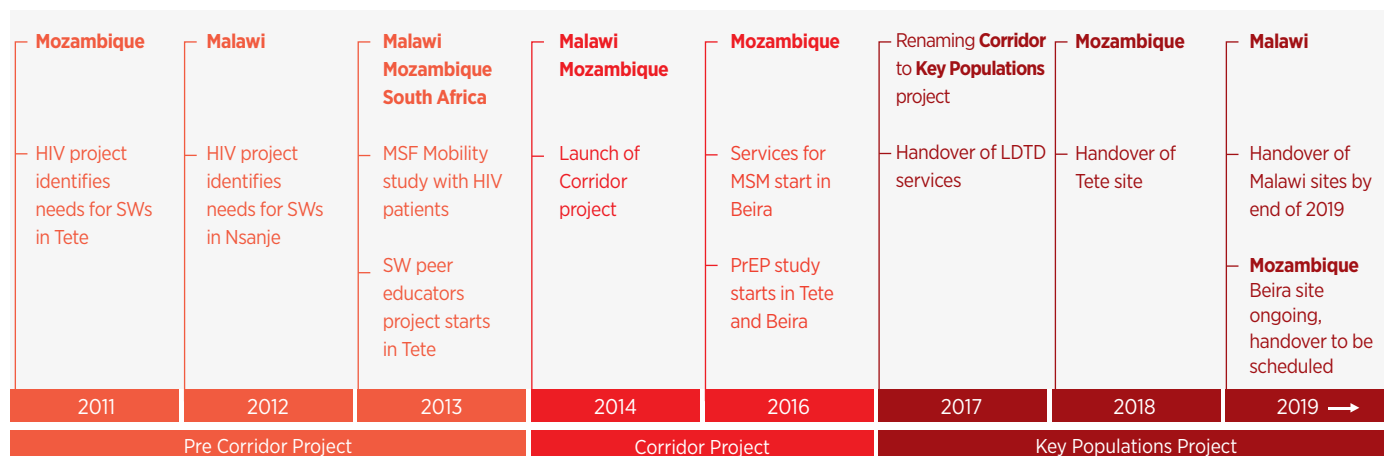 Mozambique
HIV project
identifies
needs for SWs
in Tete
2011
Malawi
HIV project
identifies
needs for SWs
in Nsanje
2012
Malawi
Mozambique
South Africa
MSF Mobility
study with HIV
patients
SW peer
educators
project starts
in Tete
2013
Pre Corridor Project
Malawi
Mozambique
Launch of
Corridor
project
2014
Mozambique
Services for
MSM start in
Beira
PrEP study
starts in Tete
and Beira
2016
Corridor Project
Renaming Corridor
to Key Populations
project
Handover of LDTD
services
2017
Mozambique
Handover of
Tete site
2018
Malawi
Handover of
Malawi sites by
end of 2019
Mozambique
Beira site
ongoing,
handover to be
scheduled
2019
Key Populations Project